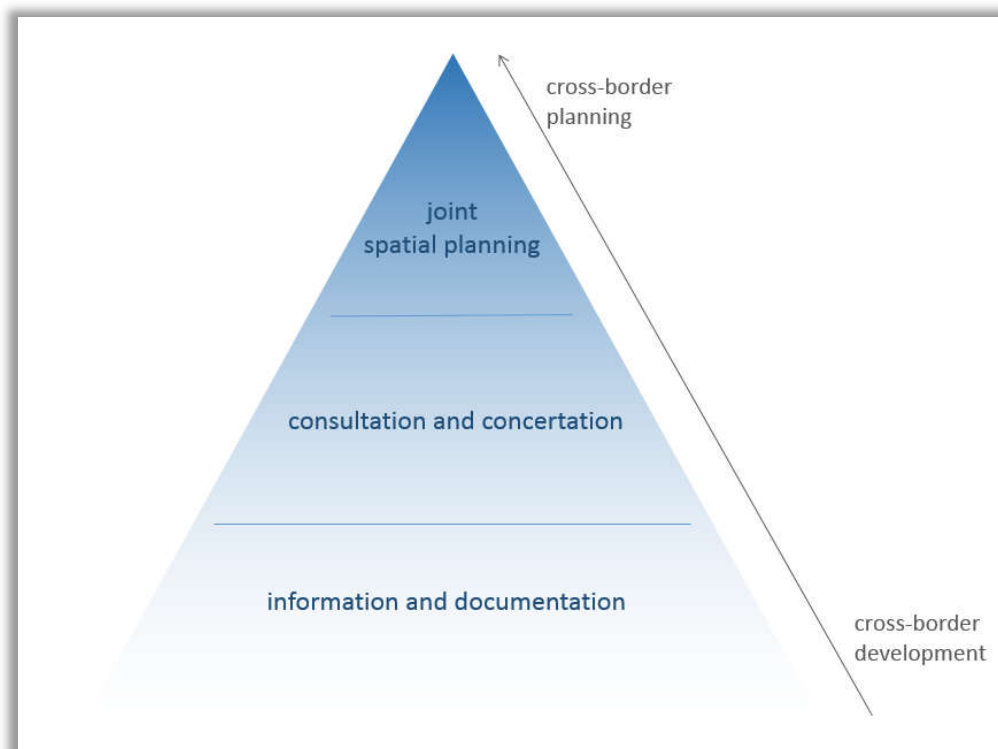 cross-border
planning
joint
spatial planning
consultation and concertation
information and documentation
cross-border
development